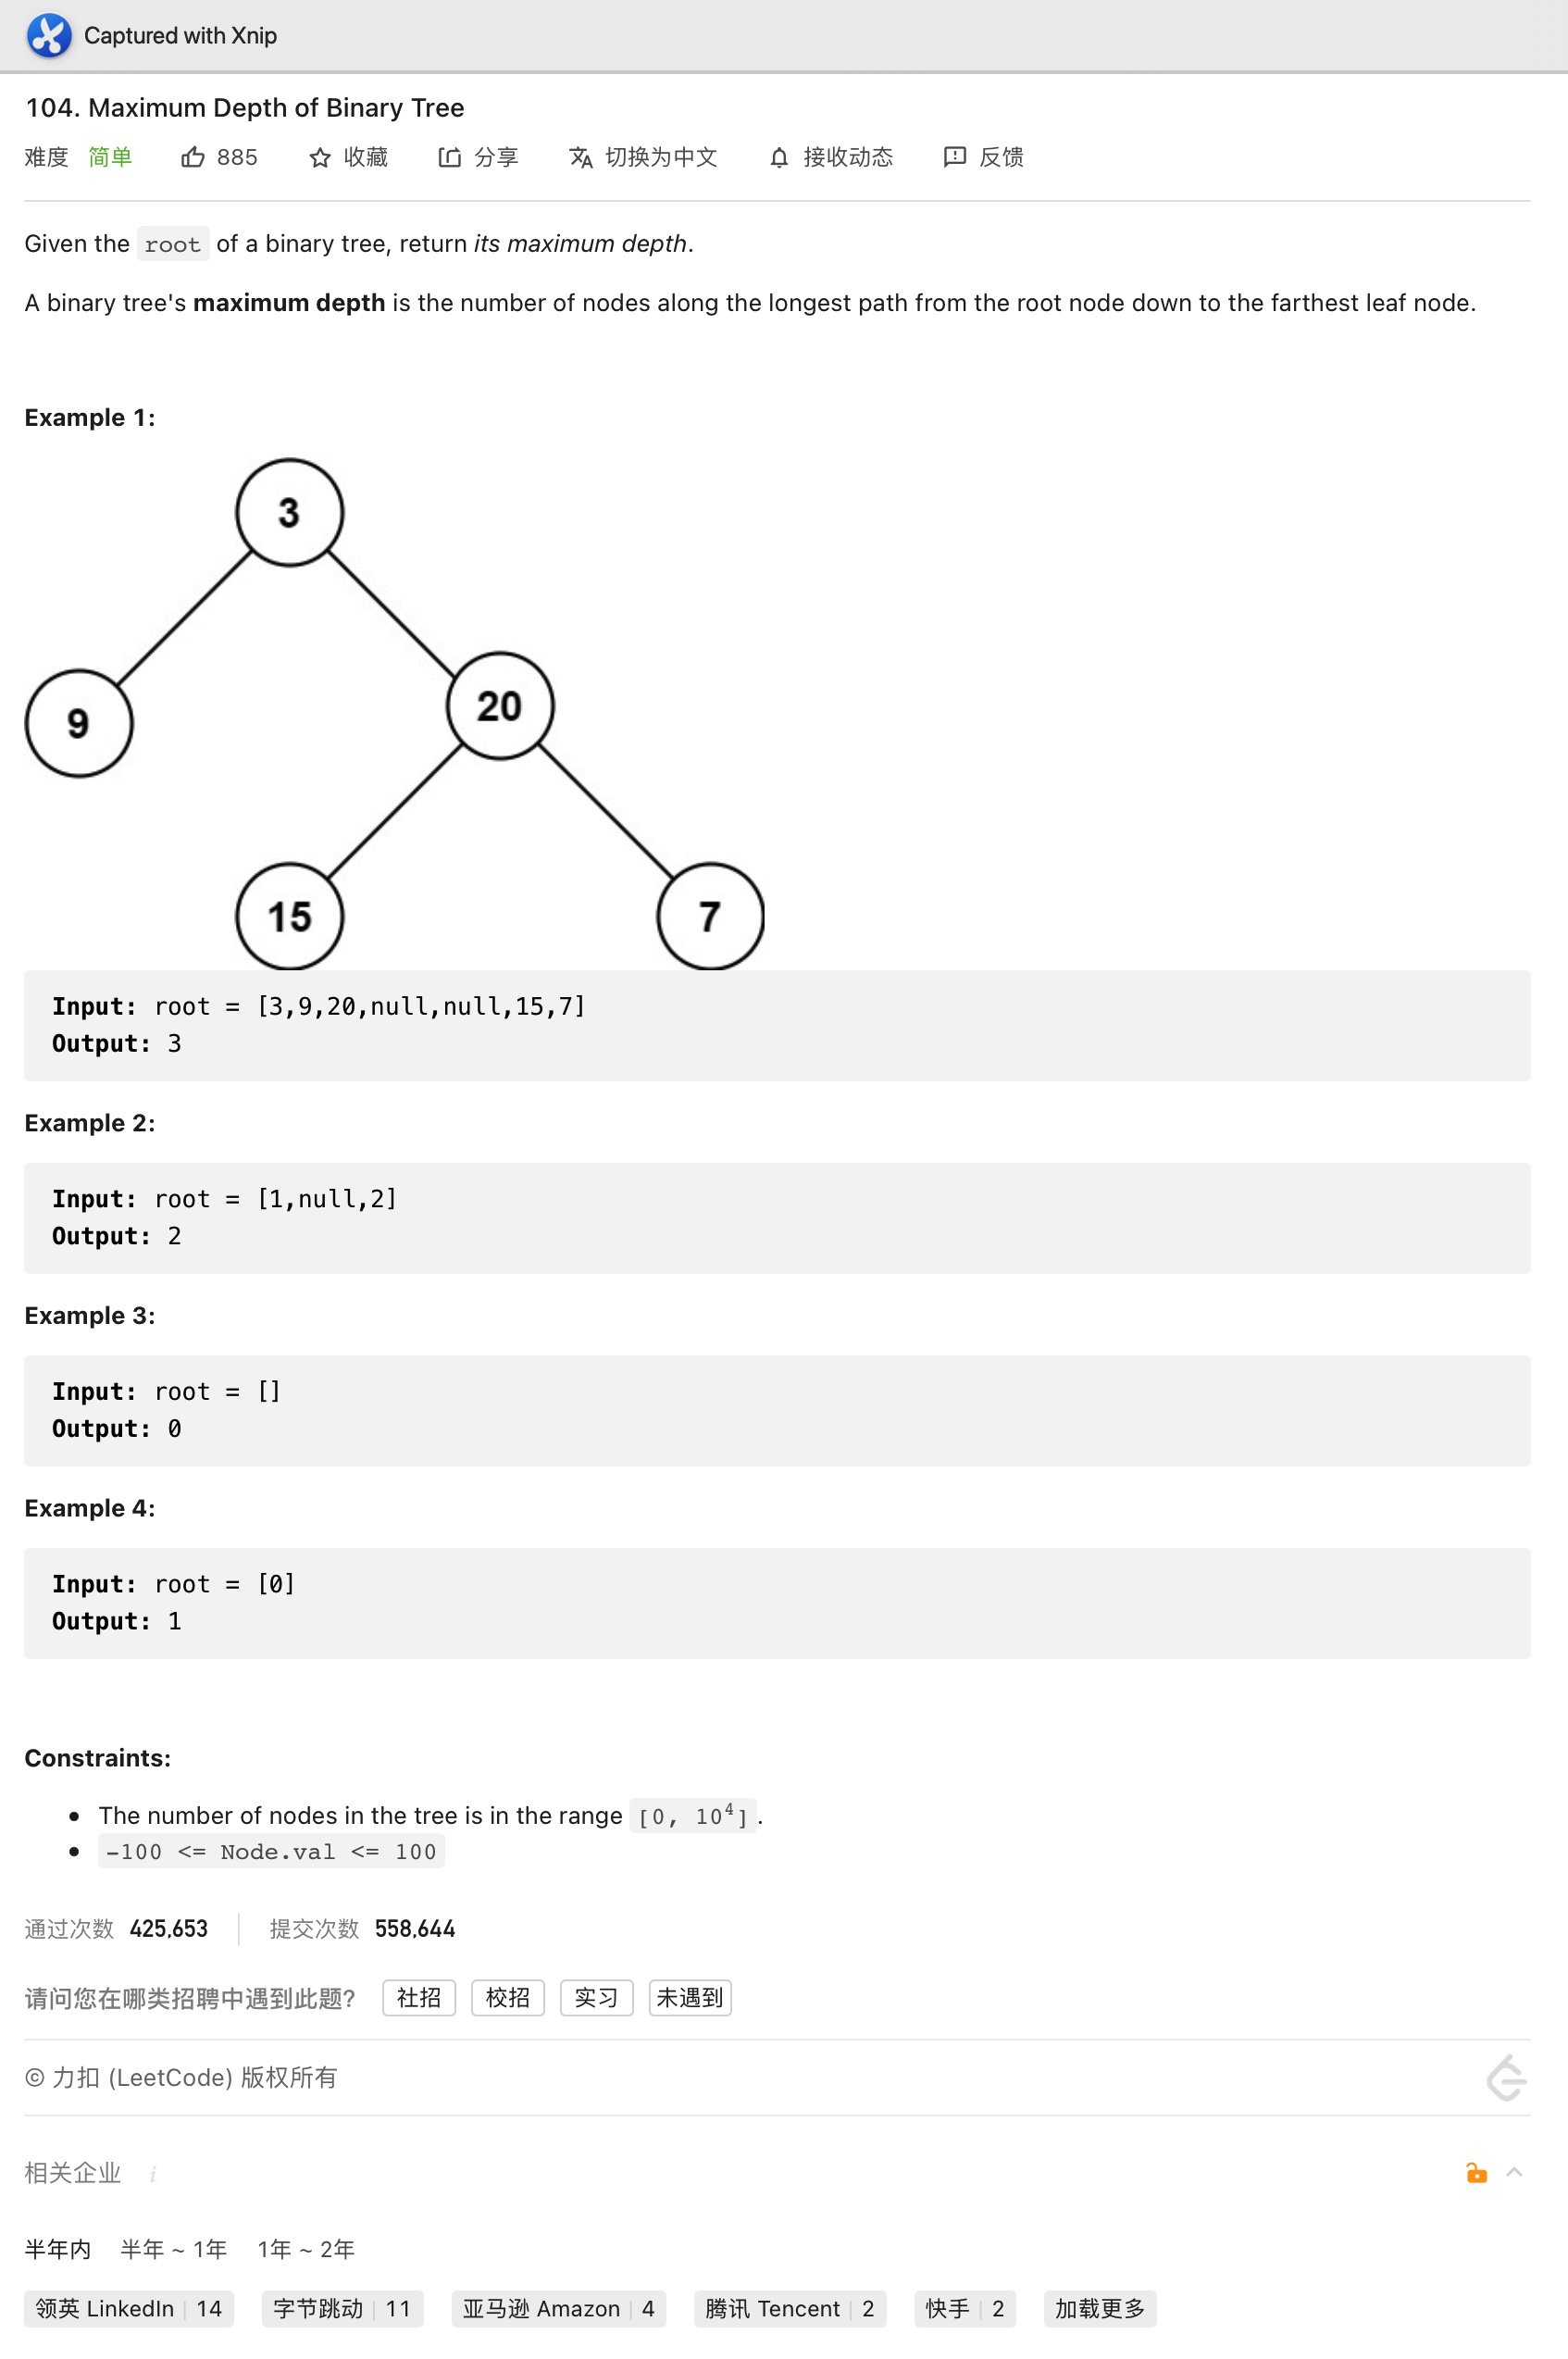 Captured with Xnip
104. Maximum Depth of Binary Tree
难度 简单 885 收藏 分享 切换为中文 接收动态 反馈
Given the root of a binary tree, return its maximum depth.
A binary tree's maximum depth is the number of nodes along the longest path from the root node down to the farthest leaf node.
Example 1:
3
9 20
15 7
Input: root = [3,9,20,null,null,15,7]
Output: 3
Example 2:
Input: root = [1,null,2]
Output: 2
Example 3:
Input: root = []
Output: 0
Example 4:
Input: root = [0]
Output: 1
Constraints:
• The number of nodes in the tree is in the range [0, 10⁴].
• -100 <= Node.val <= 100
通过次数 425,653 提交次数 558,644
请问您在哪类招聘中遇到此题? 社招 校招 实习 未遇到
© 力扣 (LeetCode) 版权所有
相关企业 i
半年内 半年 ~ 1年 1年 ~ 2年
领英 LinkedIn | 14 字节跳动 | 11 亚马逊 Amazon | 4 腾讯 Tencent | 2 快手 | 2 加载更多